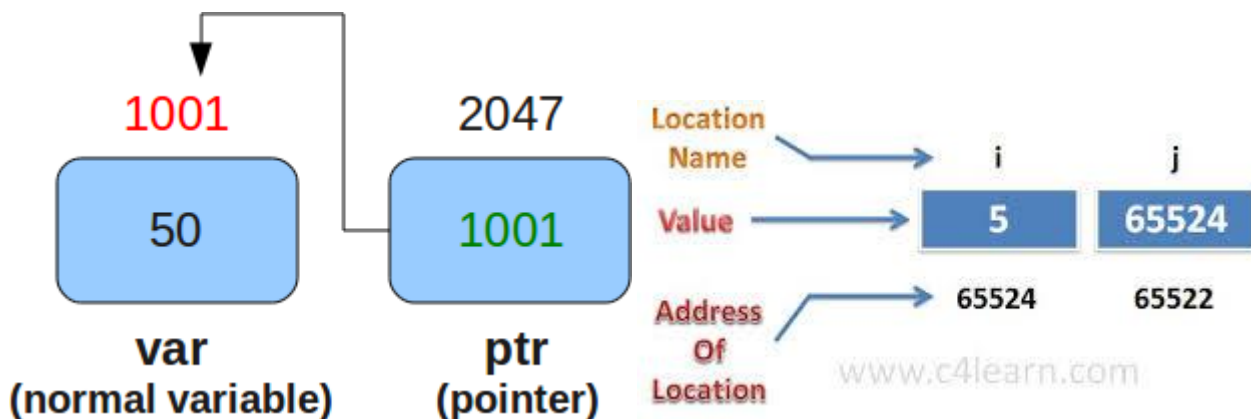 1001
2047
50
1001
var
(normal variable)
ptr
(pointer)
Location
Name
i
j
Value
5
65524
Address
Of
Location
65524
65522
www.c4learn.com